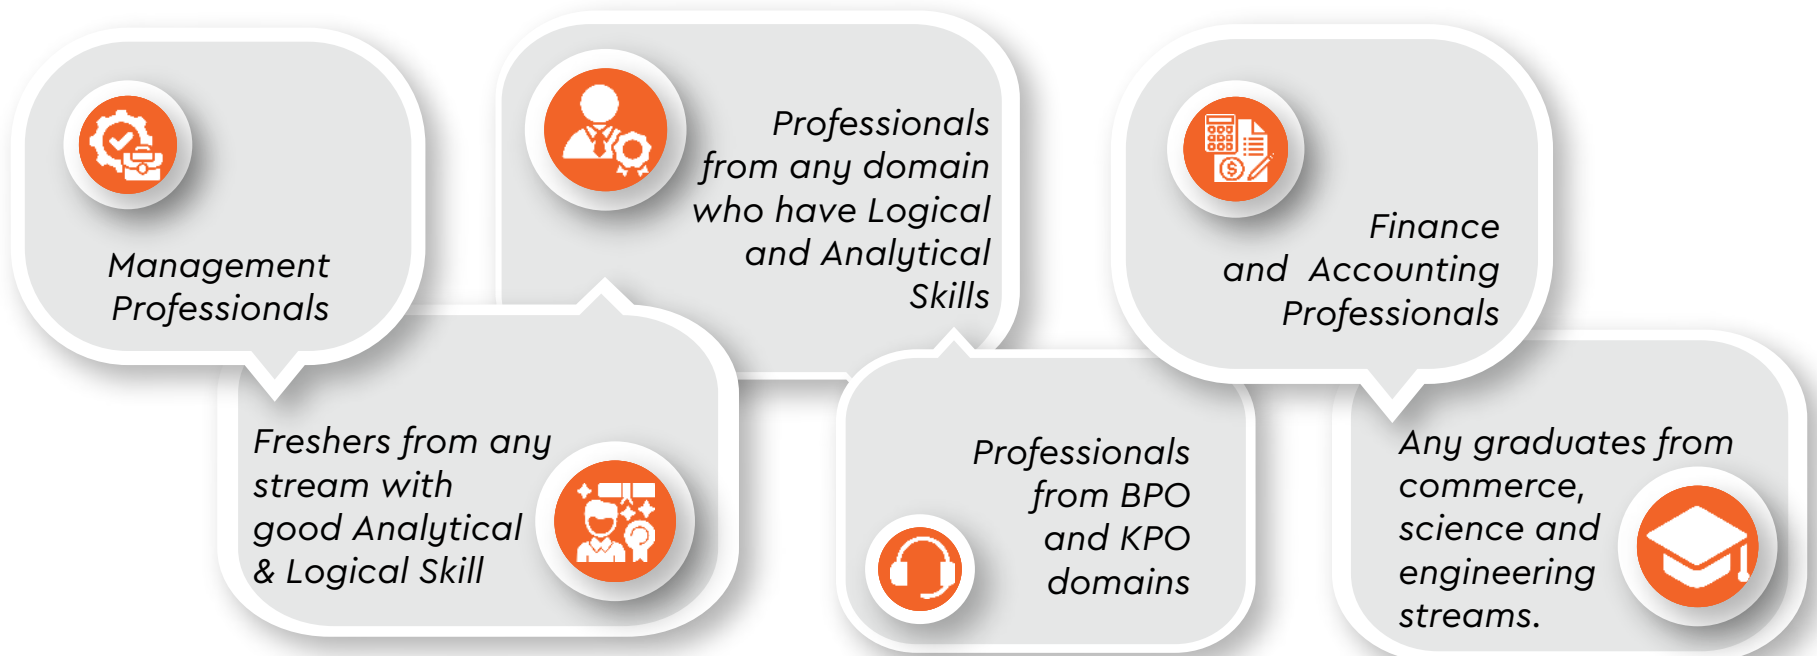 Management
Professionals
Freshers from any
stream with
good Analytical
& Logical Skill
Professionals
from any domain
who have Logical
and Analytical
Skills
Professionals
from BPO
and KPO
domains
Finance
and Accounting
Professionals
Any graduates from
commerce,
science and
engineering
streams.